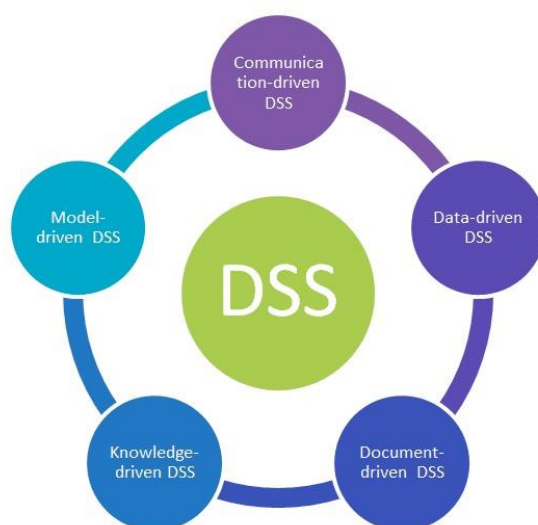 Communica
tion-driven
DSS
Data-driven
DSS
Document-
driven DSS
Knowledge-
driven DSS
Model-
driven DSS
DSS